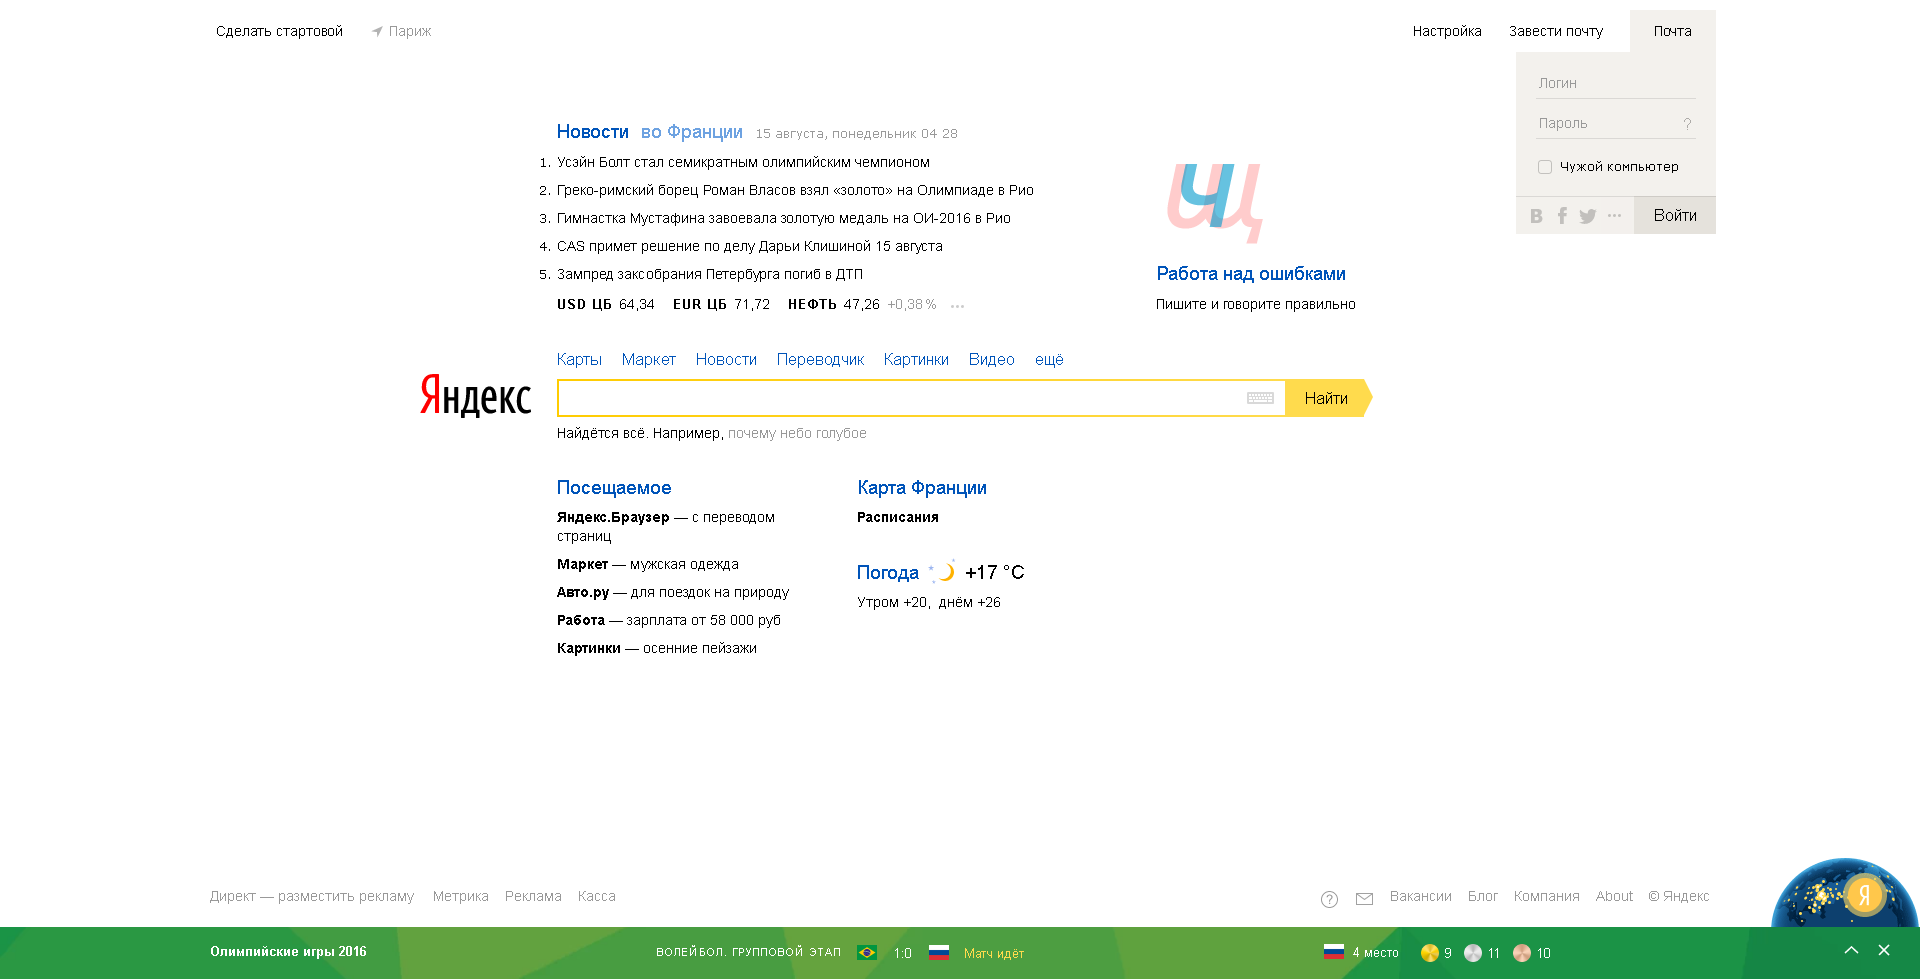 Сделать стартовой Париж
Настройка Завести почту Почта
Логин
Пароль ?
Чужой компьютер
В f ... Войти
Новости во Франции 15 августа, понедельник 04 28
1. Усэйн Болт стал семикратным олимпийским чемпионом
2. Греко-римский борец Роман Власов взял «золото» на Олимпиаде в Рио
3. Гимнастка Мустафина завоевала золотую медаль на ОИ-2016 в Рио
4. CAS примет решение по делу Дарьи Клишиной 15 августа
5. Зампред заксобрания Петербурга погиб в ДТП
USD ЦБ 64,34 EUR ЦБ 71,72 НЕФТЬ 47,26 +0,38% ...
чщ
Работа над ошибками
Пишите и говорите правильно
Карты Маркет Новости Переводчик Картинки Видео ещё
Яндекс Найти
Найдётся всё. Например, почему небо голубое
Посещаемое
Яндекс.Браузер — с переводом
страниц
Маркет — мужская одежда
Авто.ру — для поездок на природу
Работа — зарплата от 58 000 руб
Картинки — осенние пейзажи
Карта Франции
Расписания
Погода +17 °C
Утром +20, днём +26
Директ — разместить рекламу Метрика Реклама Касса
? Вакансии Блог Компания About © Яндекс
Я
Олимпийские игры 2016 ВОЛЕЙБОЛ. ГРУППОВОЙ ЭТАП 1:0 Матч идёт 4 место 9 11 10